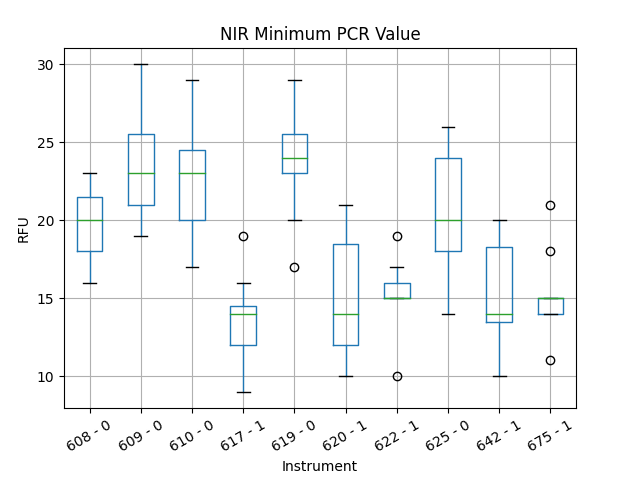 NIR Minimum PCR Value
30
25
20
15
10
RFU
608 - 0
609 - 0
610 - 0
617 - 1
619 - 0
620 - 1
622 - 1
625 - 0
642 - 1
675 - 1
Instrument